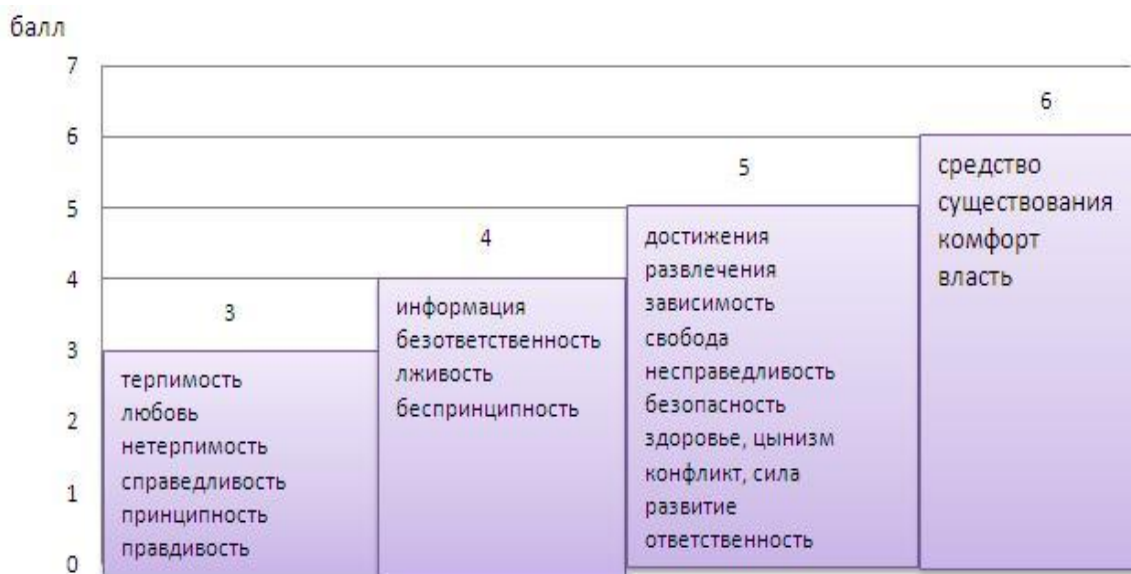 балл
7
6
5
4
3
2
1
0
3
терпимость
любовь
нетерпимость
справедливость
принципность
правдивость
4
информация
безответственность
лживость
беспринципность
5
достижения
развлечения
зависимость
свобода
несправедливость
безопасность
здоровье, цынизм
конфликт, сила
развитие
ответственность
6
средство
существования
комфорт
власть